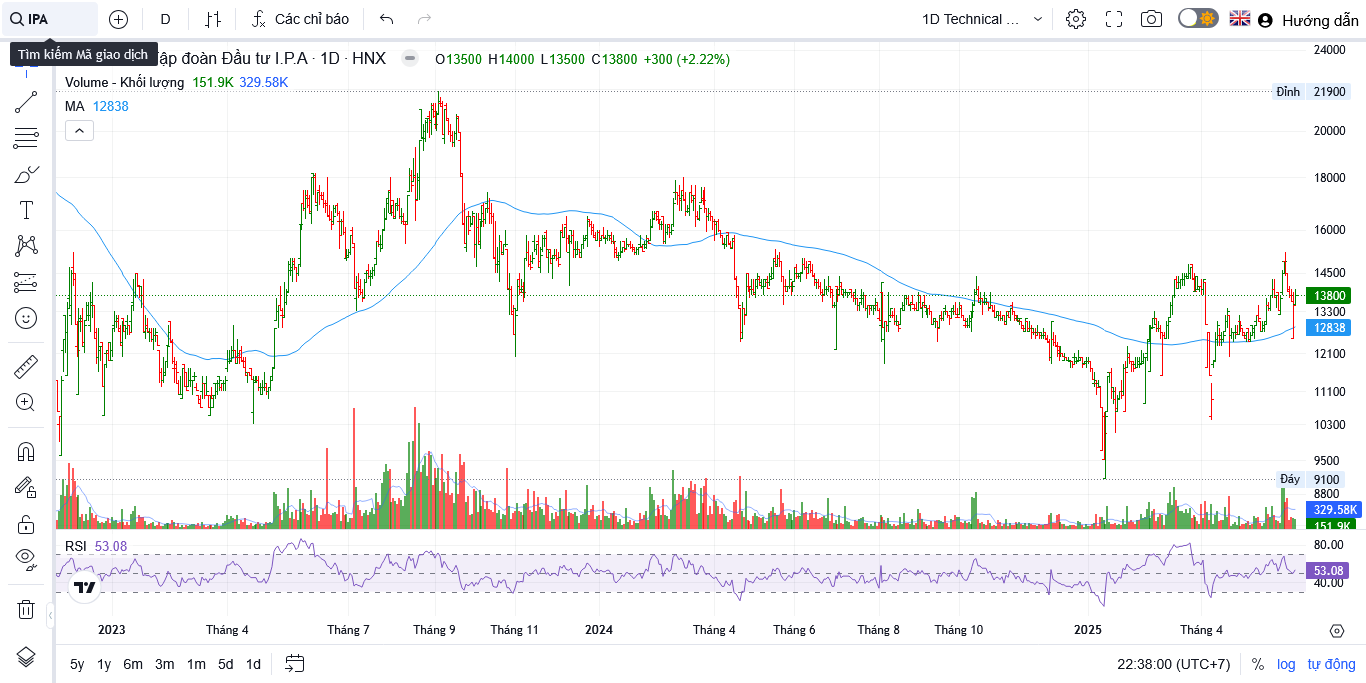 IPA
D
Các chỉ báo
1D Technical ...
Hướng dẫn
Tìm kiếm Mã giao dịch
Tập đoàn Đầu tư I.P.A · 1D · HNX
O13500 H14000 L13500 C13800 +300 (+2.22%)
Volume - Khối lượng 151.9K 329.58K
MA 12838
24000
Đỉnh 21900
20000
18000
16000
14500
13800
13300
12838
12100
11100
10300
9500
Đáy 9100
8800
329.58K
151.9K
RSI 53.08
80.00
53.08
40.00
2023 Tháng 4 Tháng 7 Tháng 9 Tháng 11 2024 Tháng 4 Tháng 6 Tháng 8 Tháng 10 2025 Tháng 4
5y 1y 6m 3m 1m 5d 1d
22:38:00 (UTC+7) % log tự động